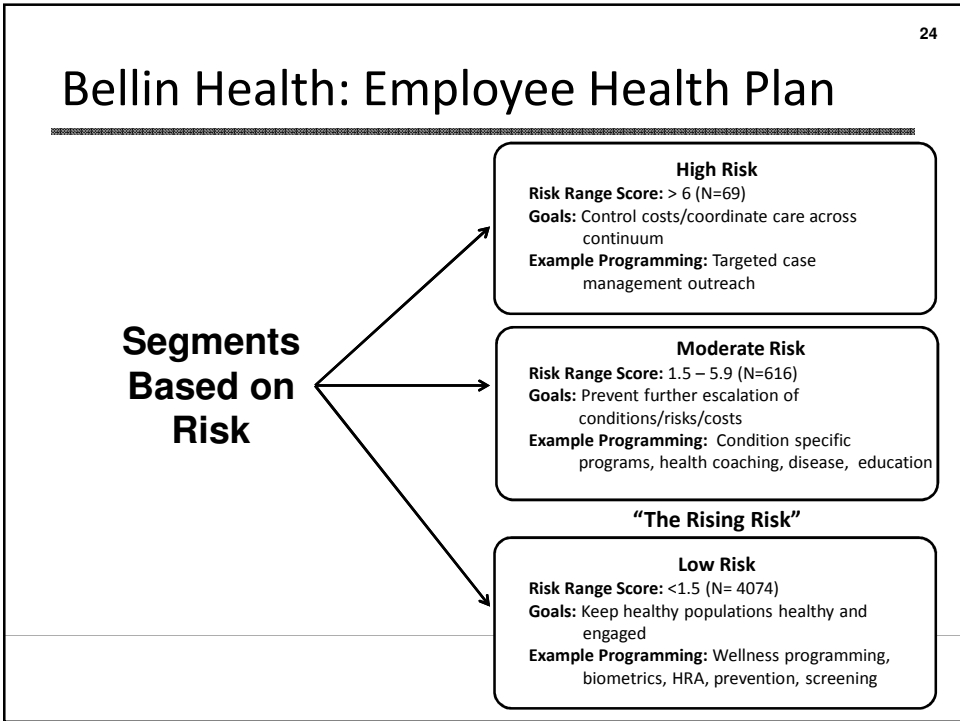 24
Bellin Health: Employee Health Plan
Segments
Based on
Risk
High Risk
Risk Range Score: > 6 (N=69)
Goals: Control costs/coordinate care across
continuum
Example Programming: Targeted case
management outreach
Moderate Risk
Risk Range Score: 1.5 – 5.9 (N=616)
Goals: Prevent further escalation of
conditions/risks/costs
Example Programming: Condition specific
programs, health coaching, disease, education
“The Rising Risk”
Low Risk
Risk Range Score: <1.5 (N= 4074)
Goals: Keep healthy populations healthy and
engaged
Example Programming: Wellness programming,
biometrics, HRA, prevention, screening